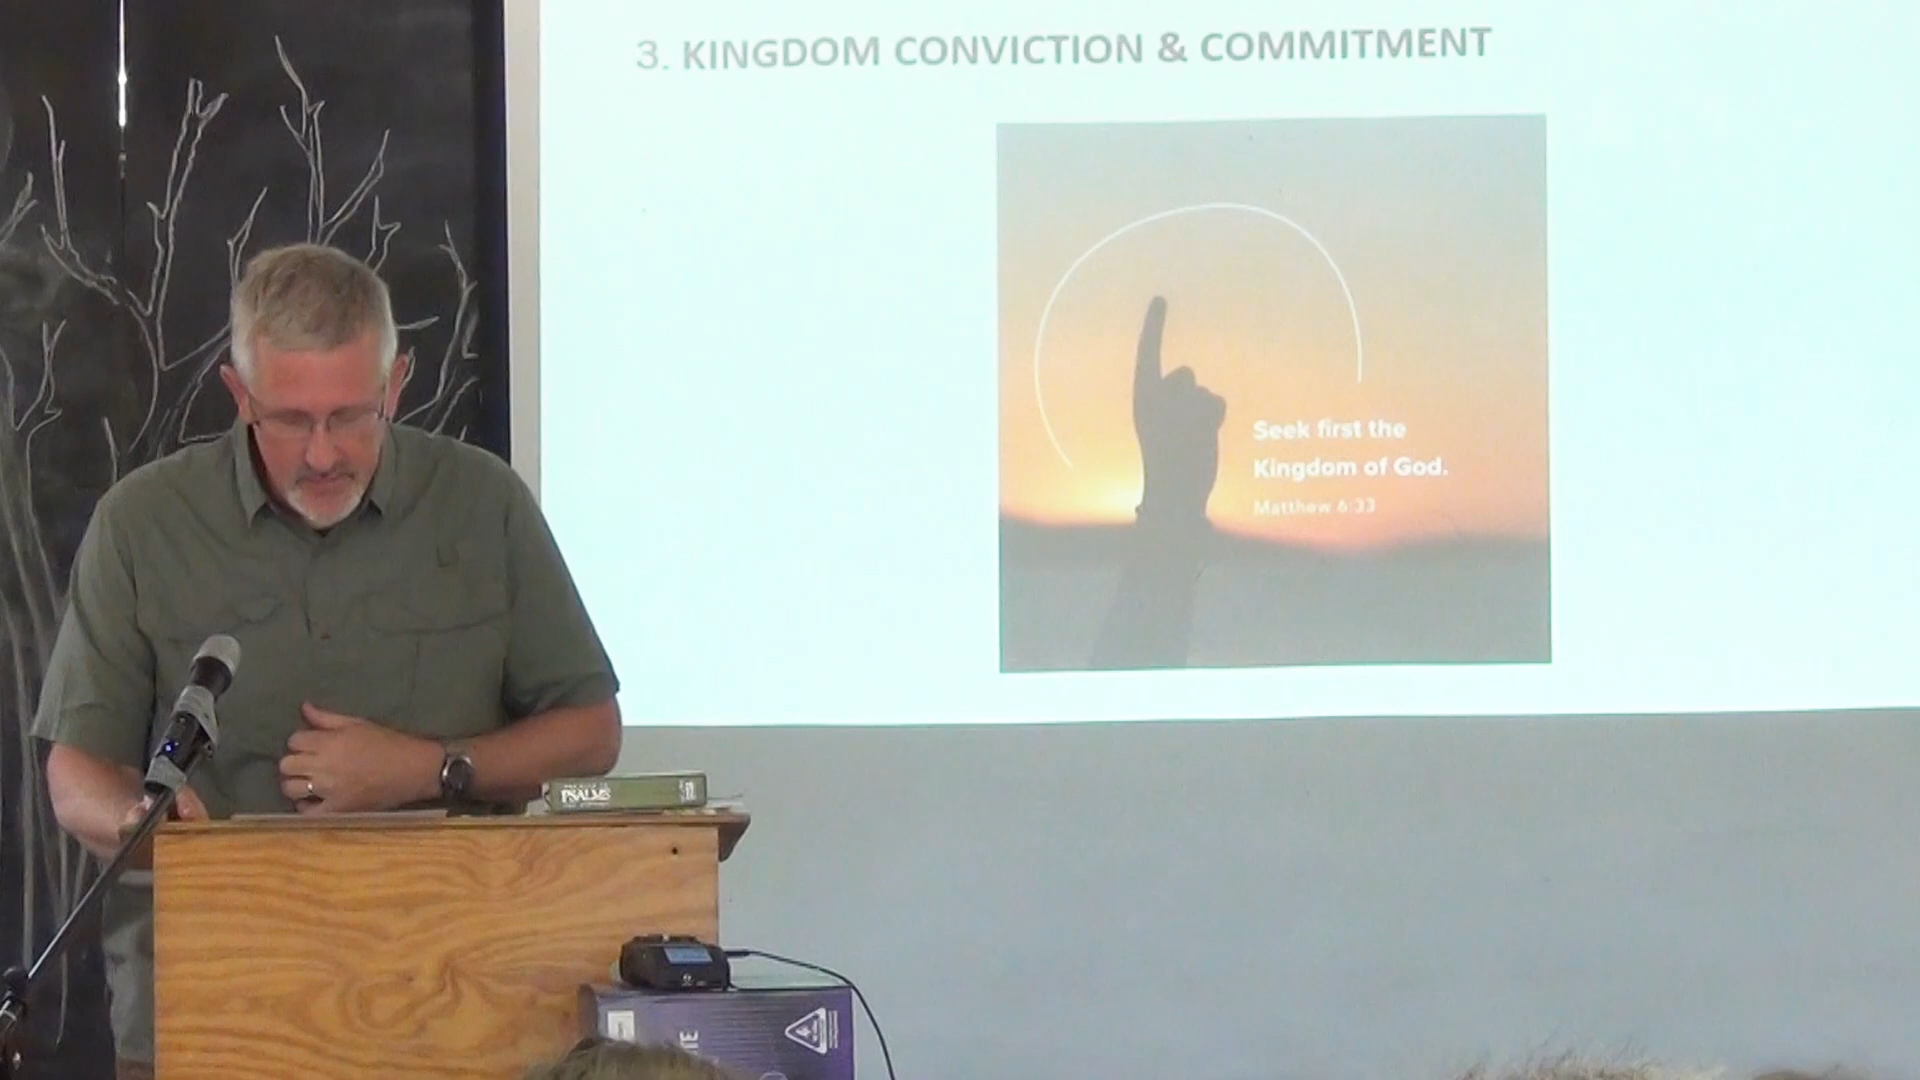 3. KINGDOM CONVICTION & COMMITMENT
Seek first the
Kingdom of God.
Matthew 6:33
PSALMS